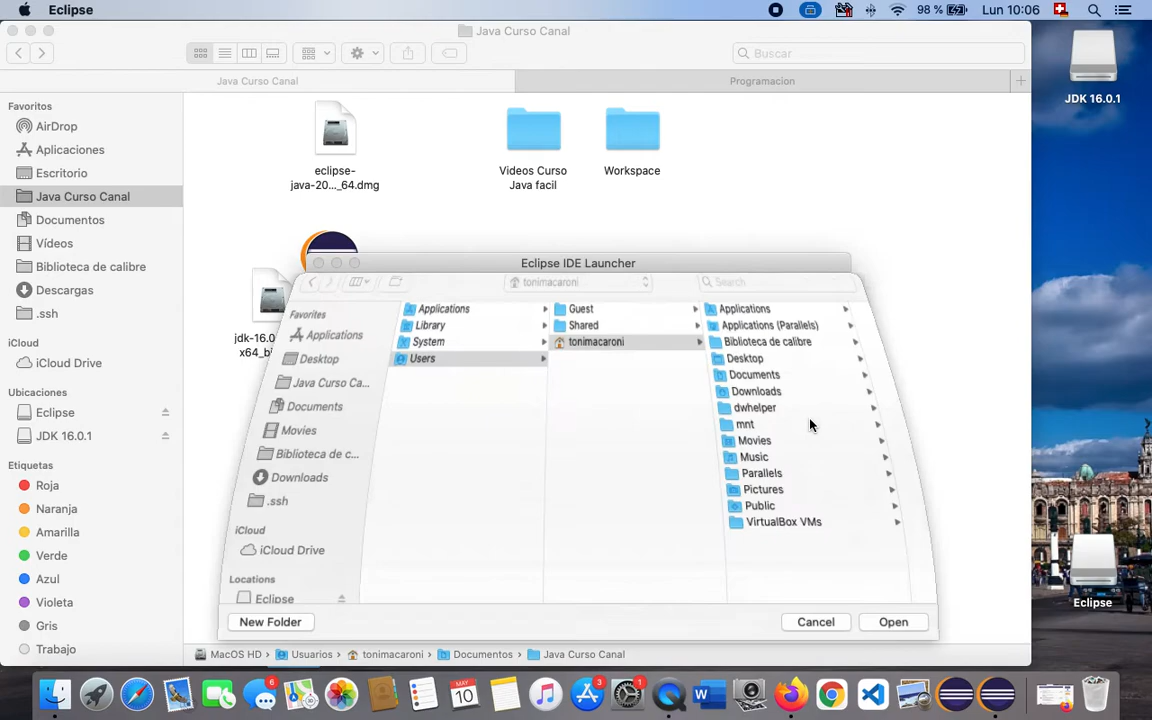 Eclipse
98 %
Lun 10:06
Java Curso Canal
Buscar
Java Curso Canal
Programacion
JDK 16.0.1
Favoritos
AirDrop
Aplicaciones
Escritorio
Java Curso Canal
Documentos
Vídeos
Biblioteca de calibre
Descargas
.ssh
iCloud
iCloud Drive
Ubicaciones
Eclipse
JDK 16.0.1
Etiquetas
Roja
Naranja
Amarilla
Verde
Azul
Violeta
Gris
Trabajo
eclipse-
java-20..._64.dmg
Videos Curso
Java facil
Workspace
jdk-16.0
x64_bi
Eclipse IDE Launcher
tonimacaroni
Search
Favorites
Applications
Desktop
Java Curso Ca...
Documents
Movies
Biblioteca de c...
Downloads
.ssh
iCloud
iCloud Drive
Locations
Eclipse
Applications
Library
System
Users
Guest
Shared
tonimacaroni
Applications
Applications (Parallels)
Biblioteca de calibre
Desktop
Documents
Downloads
dwhelper
mnt
Movies
Music
Parallels
Pictures
Public
VirtualBox VMs
New Folder
Cancel
Open
Eclipse
MacOS HD
Usuarios
tonimacaroni
Documentos
Java Curso Canal
6
MAY
10
3
1